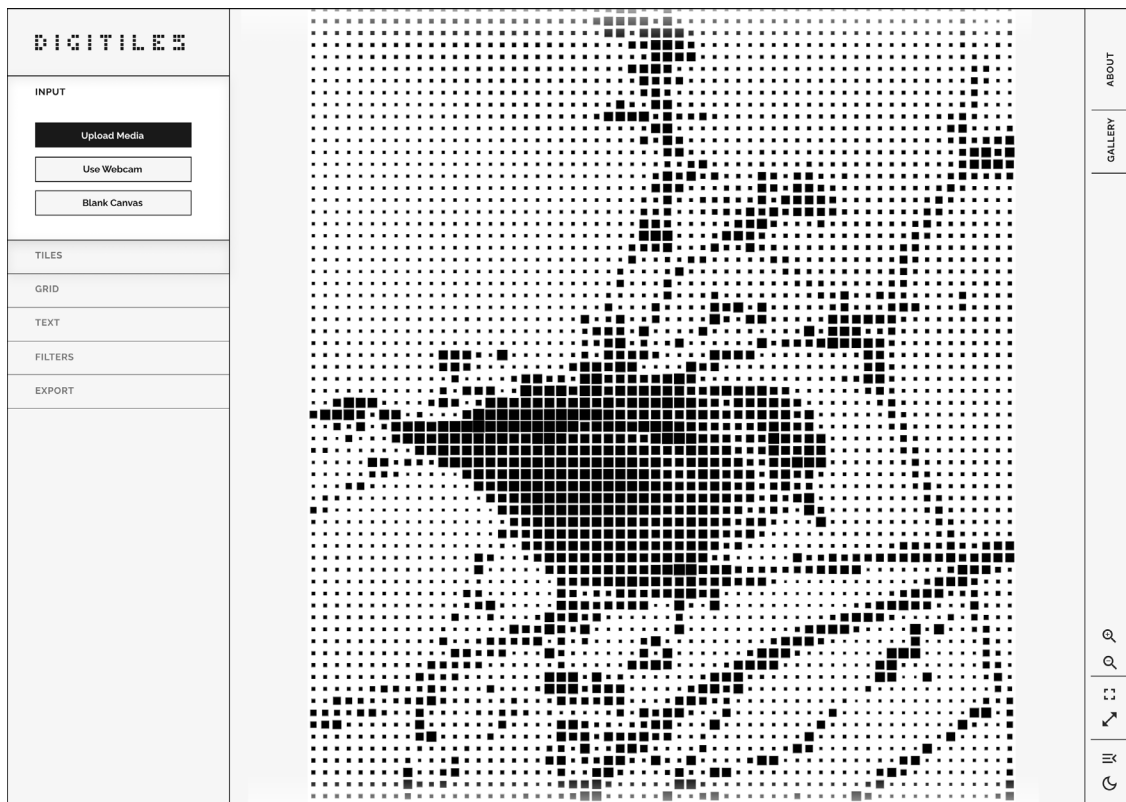 DIGITILES
INPUT
Upload Media
Use Webcam
Blank Canvas
TILES
GRID
TEXT
FILTERS
EXPORT
ABOUT
GALLERY